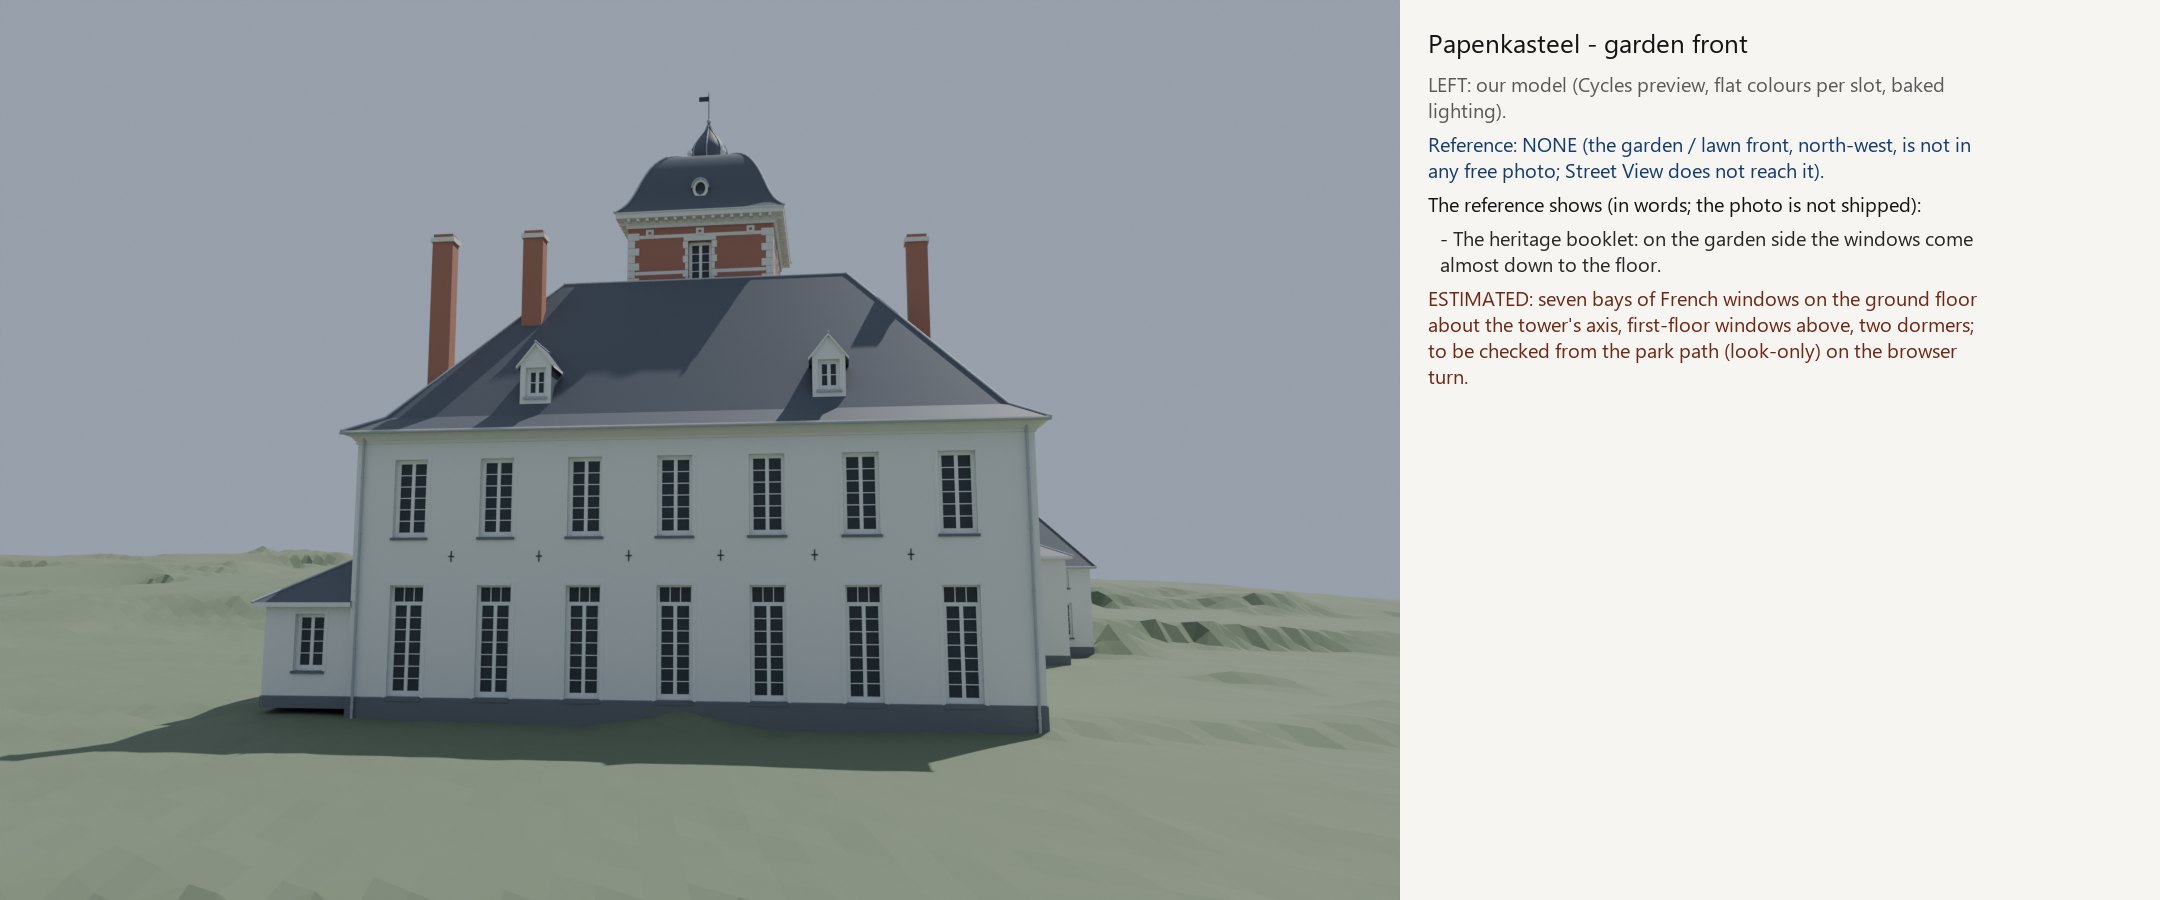 Papenkasteel - garden front
LEFT: our model (Cycles preview, flat colours per slot, baked
lighting).
Reference: NONE (the garden / lawn front, north-west, is not in
any free photo; Street View does not reach it).
The reference shows (in words; the photo is not shipped):
- The heritage booklet: on the garden side the windows come
almost down to the floor.
ESTIMATED: seven bays of French windows on the ground floor
about the tower's axis, first-floor windows above, two dormers;
to be checked from the park path (look-only) on the browser
turn.